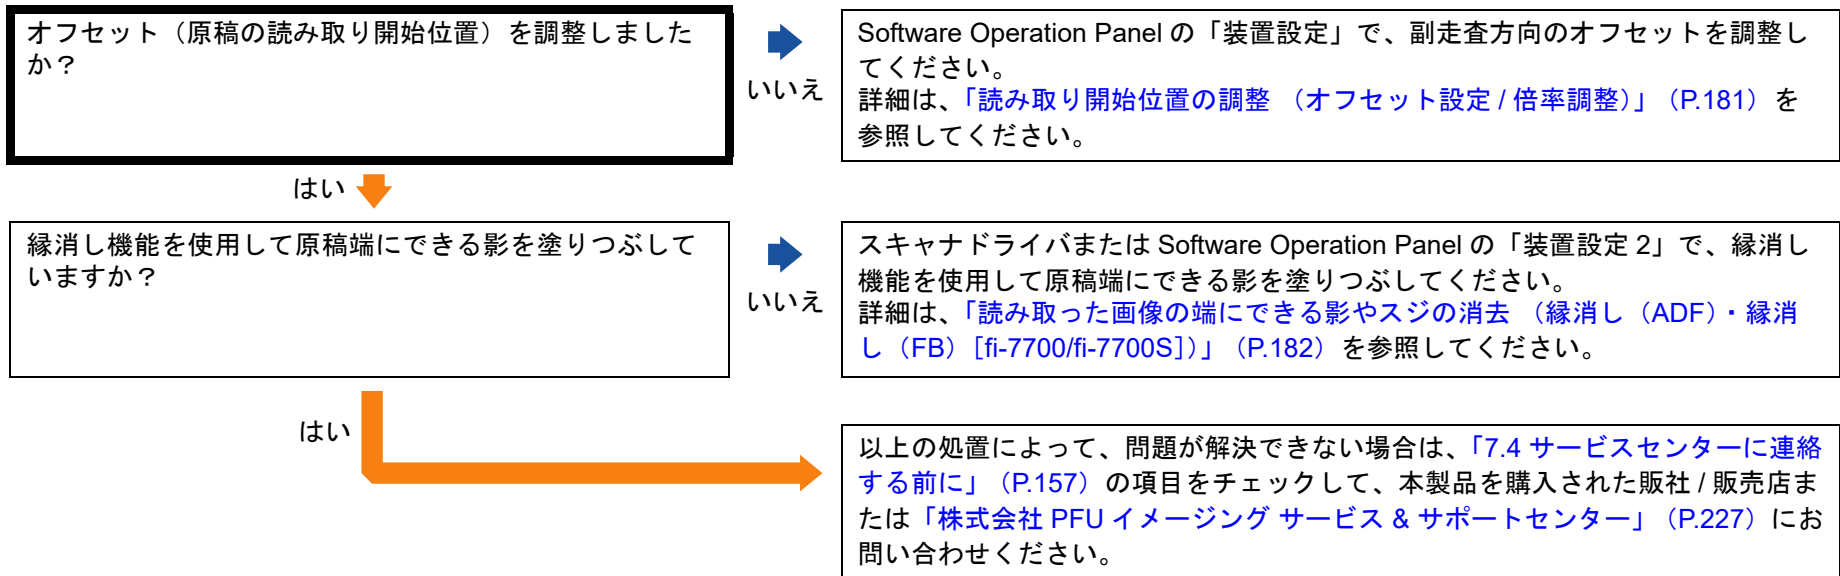 オフセット（原稿の読み取り開始位置）を調整しました
か？
いいえ
Software Operation Panel の「装置設定」で、副走査方向のオフセットを調整し
てください。
詳細は、「読み取り開始位置の調整 （オフセット設定 / 倍率調整）」（P.181）を
参照してください。
はい
縁消し機能を使用して原稿端にできる影を塗りつぶして
いますか？
いいえ
スキャナドライバまたは Software Operation Panel の「装置設定 2」で、縁消し
機能を使用して原稿端にできる影を塗りつぶしてください。
詳細は、「読み取った画像の端にできる影やスジの消去 （縁消し（ADF）・縁消
し（FB）［fi-7700/fi-7700S］）」（P.182）を参照してください。
はい
以上の処置によって、問題が解決できない場合は、「7.4 サービスセンターに連絡
する前に」（P.157）の項目をチェックして、本製品を購入された販社 / 販売店ま
たは「株式会社 PFU イメージング サービス & サポートセンター」（P.227）にお
問い合わせください。